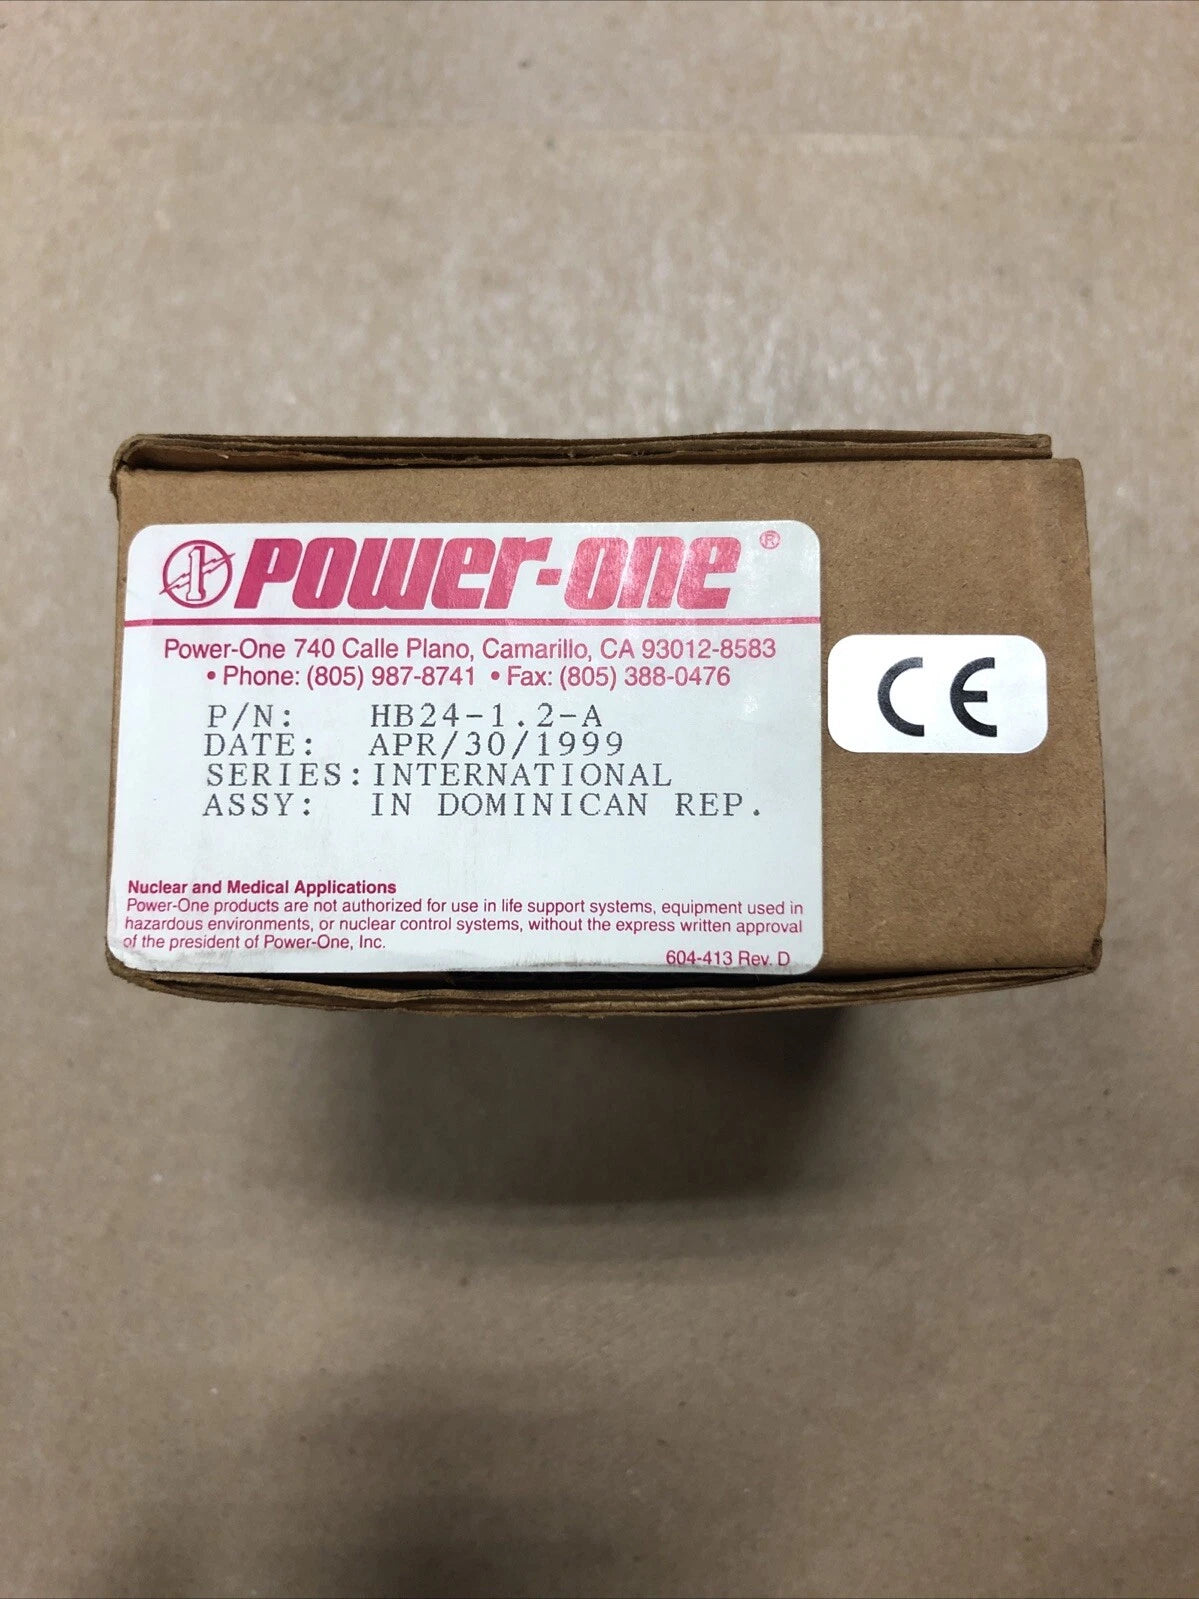 1 POWER-ONE ®
Power-One 740 Calle Plano, Camarillo, CA 93012-8583
• Phone: (805) 987-8741 • Fax: (805) 388-0476
P/N: HB24-1.2-A
DATE: APR/30/1999
SERIES: INTERNATIONAL
ASSY: IN DOMINICAN REP.
CE
Nuclear and Medical Applications
Power-One products are not authorized for use in life support systems, equipment used in
hazardous environments, or nuclear control systems, without the express written approval
of the president of Power-One, Inc.
604-413 Rev. D